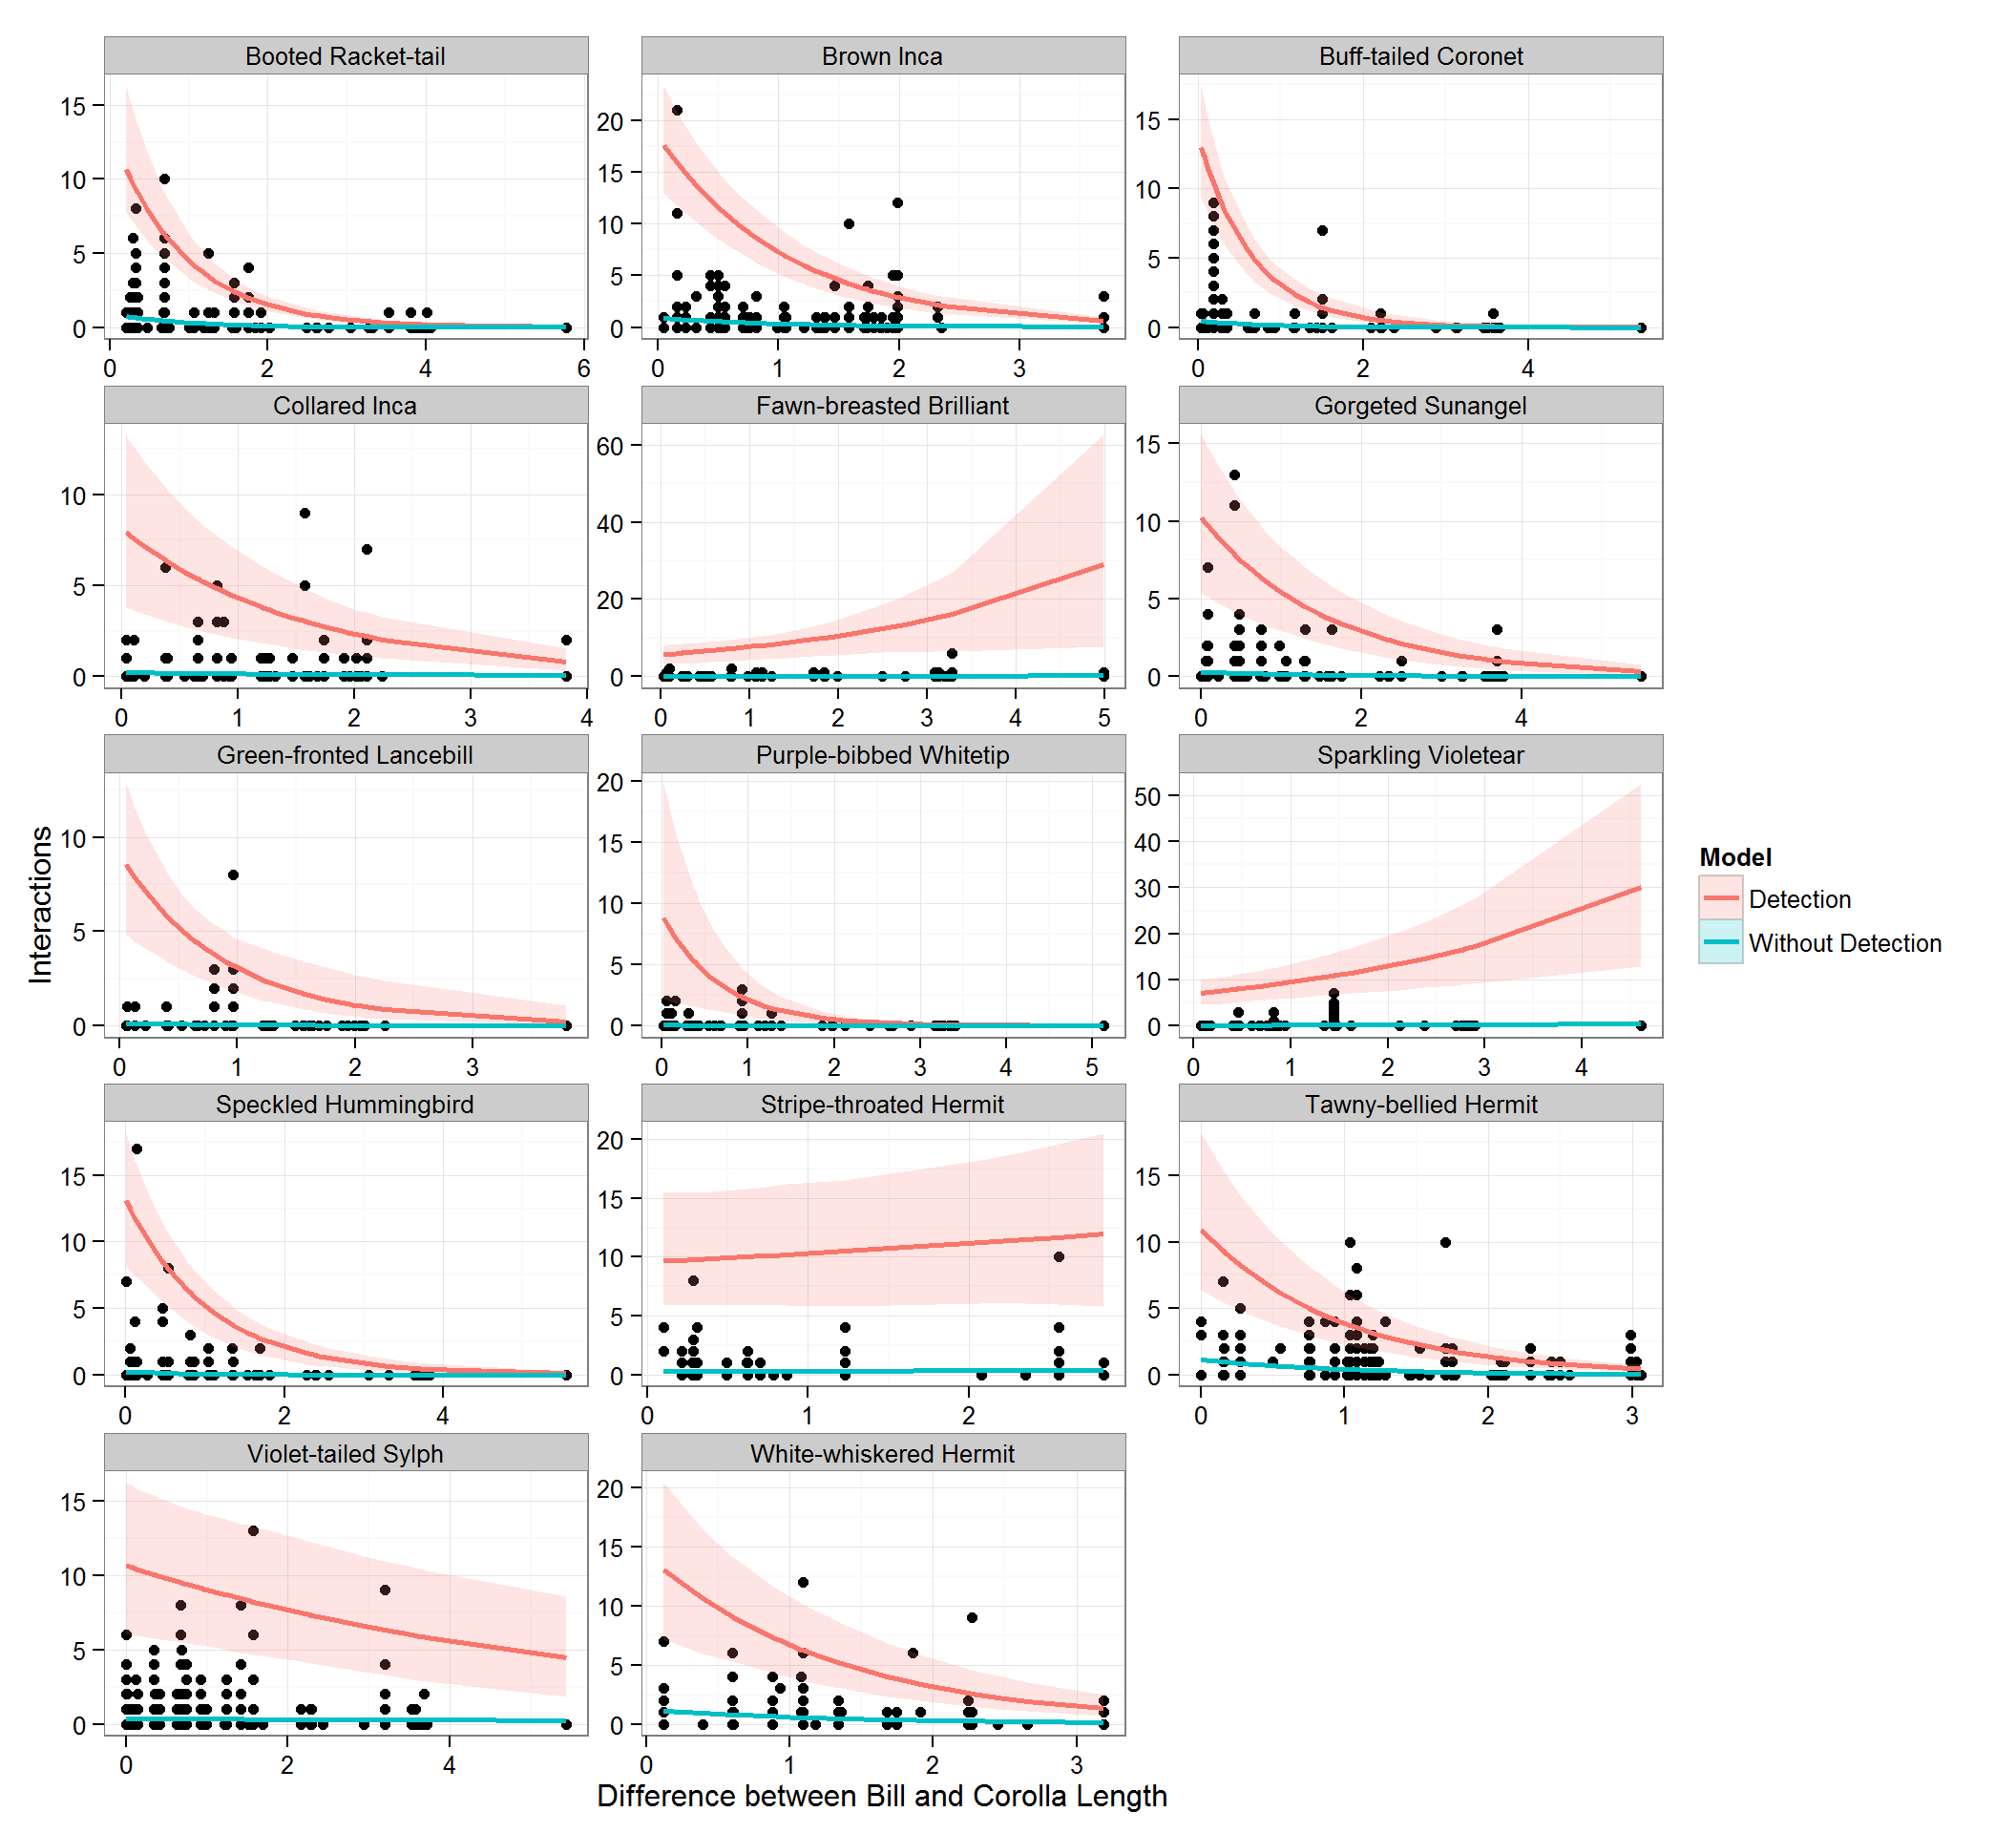 Booted Racket-tail
Brown Inca
Buff-tailed Coronet
15
10
5
0
0 2 4 6
20
15
10
5
0
0 1 2 3
15
10
5
0
0 2 4
Collared Inca
Fawn-breasted Brilliant
Gorgeted Sunangel
10
5
0
0 1 2 3 4
60
40
20
0
0 1 2 3 4 5
15
10
5
0
0 2 4
Green-fronted Lancebill
Purple-bibbed Whitetip
Sparkling Violetear
10
5
0
0 1 2 3
20
15
10
5
0
0 1 2 3 4 5
50
40
30
20
10
0
0 1 2 3 4
Speckled Hummingbird
Stripe-throated Hermit
Tawny-bellied Hermit
15
10
5
0
0 2 4
20
15
10
5
0
0 1 2
15
10
5
0
0 1 2 3
Violet-tailed Sylph
White-whiskered Hermit
15
10
5
0
0 2 4
20
15
10
5
0
0 1 2 3
Interactions
Difference between Bill and Corolla Length
Model
Detection
Without Detection